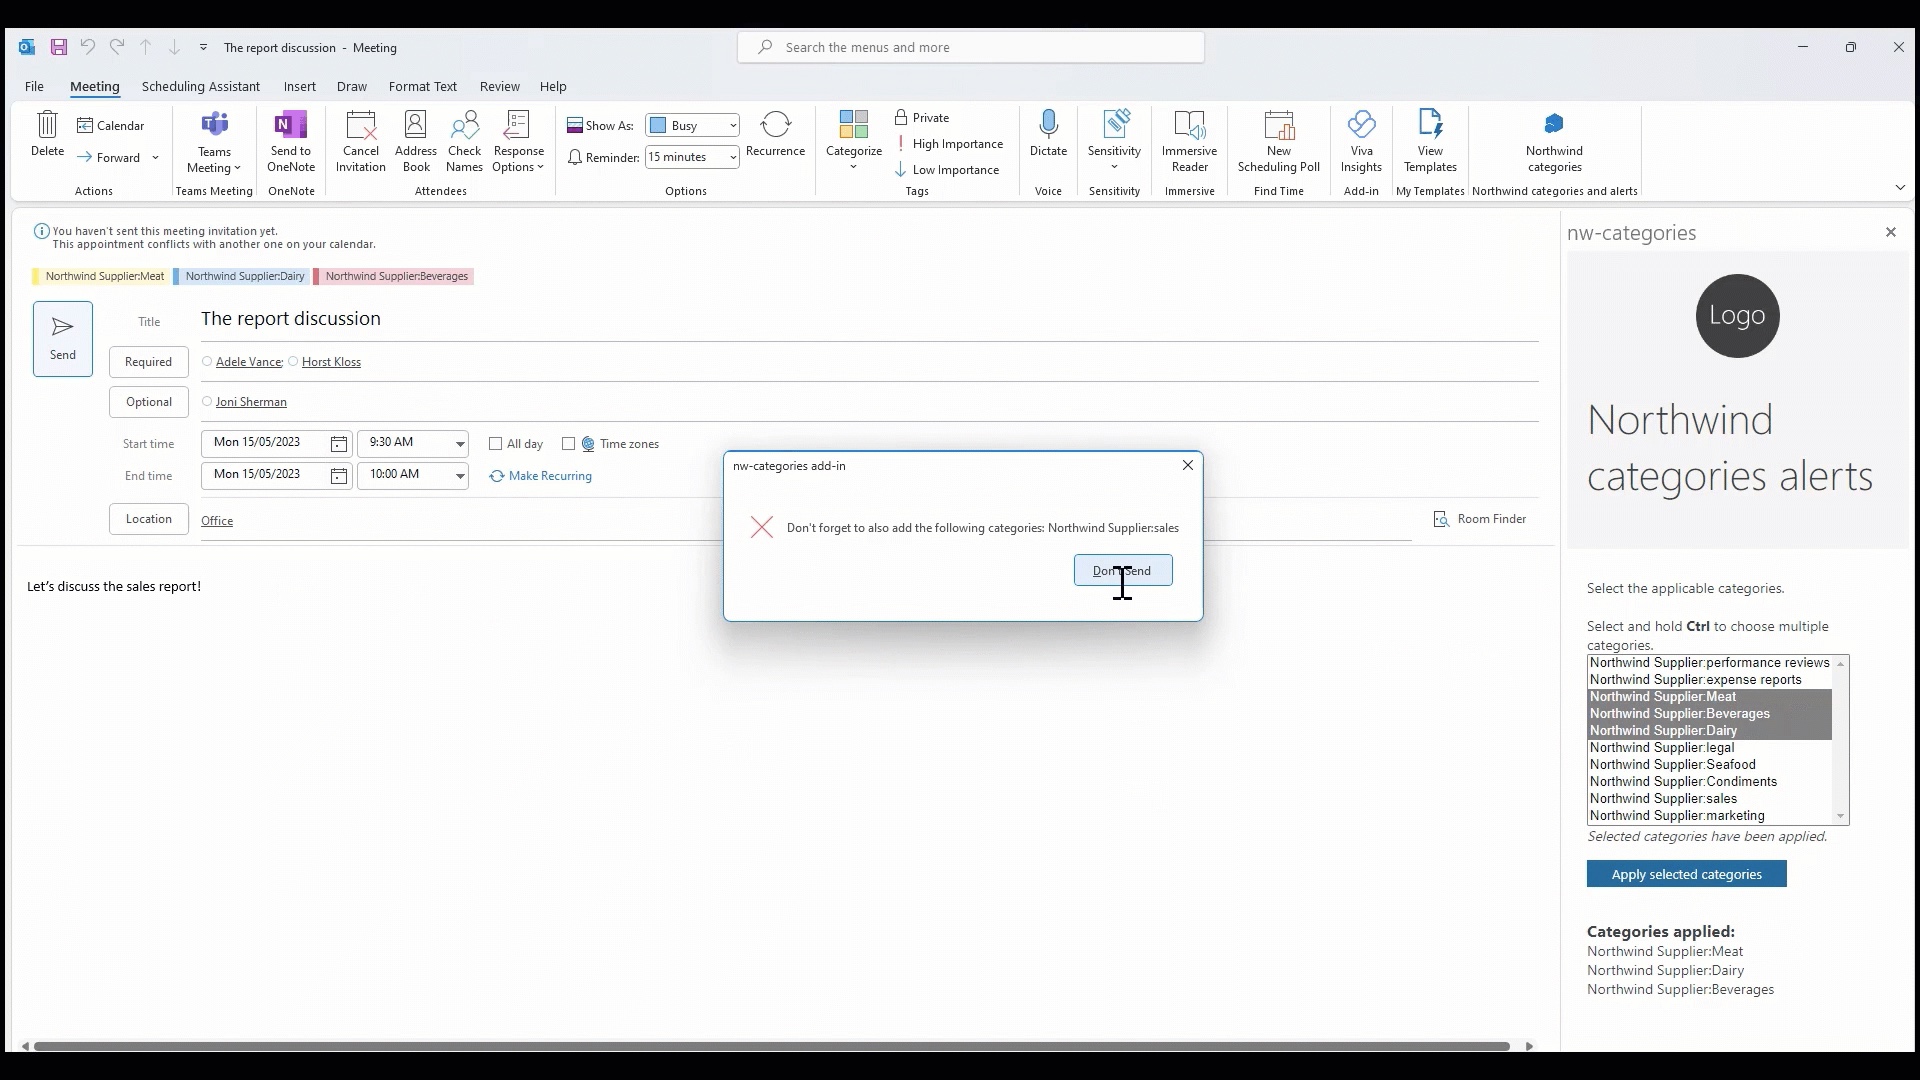 The report discussion - Meeting
Search the menus and more
File Meeting Scheduling Assistant Insert Draw Format Text Review Help
Delete
Calendar
Forward
Actions
Teams
Meeting
Teams Meeting
N
Send to
OneNote
OneNote
Cancel
Invitation
Address
Book
Check
Names
Response
Options
Attendees
Show As: Busy
Reminder: 15 minutes
Recurrence
Options
Categorize
Private
High Importance
Low Importance
Tags
Dictate
Voice
Sensitivity
Sensitivity
Immersive
Reader
Immersive
New
Scheduling Poll
Find Time
Viva
Insights
Add-in
View
Templates
My Templates
Northwind
categories
Northwind categories and alerts
You haven't sent this meeting invitation yet.
This appointment conflicts with another one on your calendar.
Northwind Supplier:Meat Northwind Supplier:Dairy Northwind Supplier:Beverages
Send
Title The report discussion
Required Adele Vance; Horst Kloss
Optional Joni Sherman
Start time Mon 15/05/2023 9:30 AM All day Time zones
End time Mon 15/05/2023 10:00 AM Make Recurring
Location Office Room Finder
Let's discuss the sales report!
nw-categories add-in
Don't forget to also add the following categories: Northwind Supplier:sales
Don't Send
nw-categories
Logo
Northwind
categories alerts
Select the applicable categories.
Select and hold Ctrl to choose multiple
categories.
Northwind Supplier:performance reviews
Northwind Supplier:expense reports
Northwind Supplier:Meat
Northwind Supplier:Beverages
Northwind Supplier:Dairy
Northwind Supplier:legal
Northwind Supplier:Seafood
Northwind Supplier:Condiments
Northwind Supplier:sales
Northwind Supplier:marketing
Selected categories have been applied.
Apply selected categories
Categories applied:
Northwind Supplier:Meat
Northwind Supplier:Dairy
Northwind Supplier:Beverages